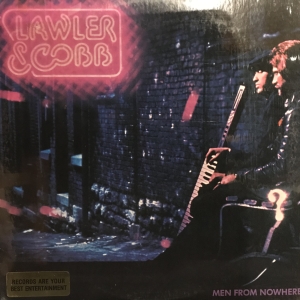 LAWLER
& COBB
RECORDS ARE YOUR
BEST ENTERTAINMENT
MEN FROM NOWHERE